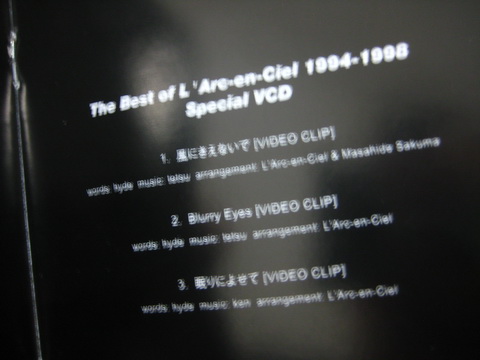 The Best of L'Arc-en-Ciel 1994-1998
Special VCD
1. 風にきえないで [VIDEO CLIP]
words: hyde music: tetsu arrangement: L'Arc-en-Ciel & Masahide Sakuma
2. Blurry Eyes [VIDEO CLIP]
words: hyde music: tetsu arrangement: L'Arc-en-Ciel
3. 眠りによせて [VIDEO CLIP]
words: hyde music: ken arrangement: L'Arc-en-Ciel